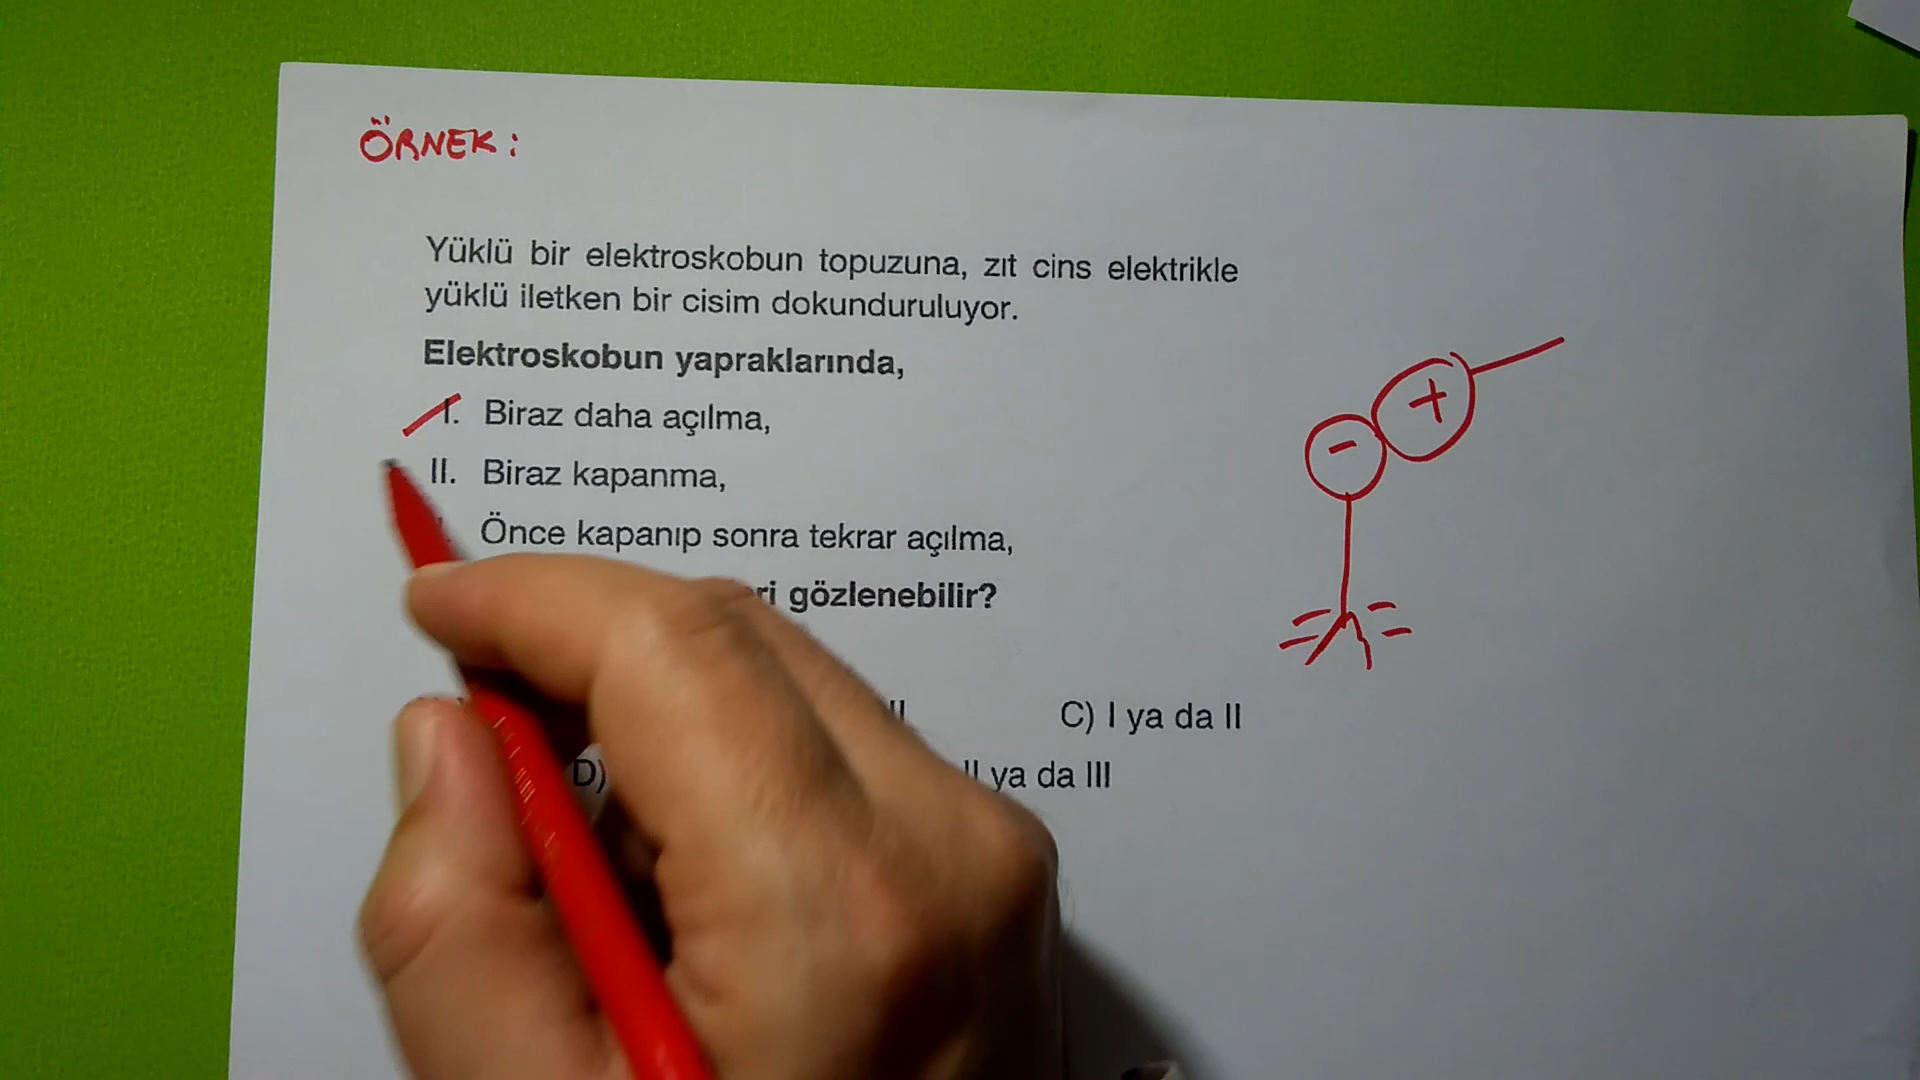 ÖRNEK:
Yüklü bir elektroskobun topuzuna, zıt cins elektrikle
yüklü iletken bir cisim dokunduruluyor.
Elektroskobun yapraklarında,
I. Biraz daha açılma,
II. Biraz kapanma,
Önce kapanıp sonra tekrar açılma,
gözlenebilir?
C) I ya da II
D) II ya da III
+
-